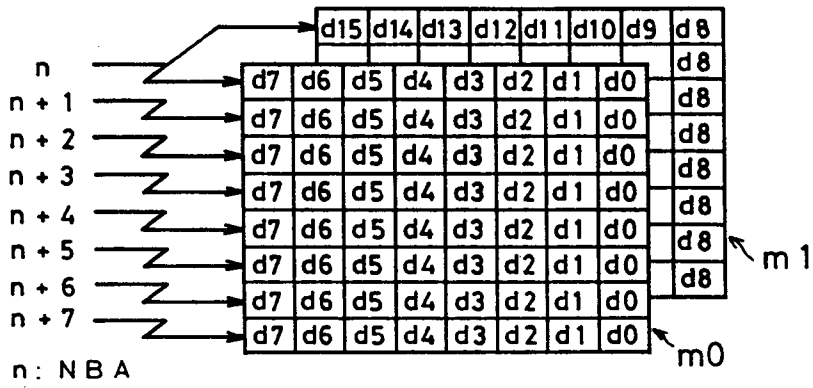 d15 d14 d13 d12 d11 d10 d9 d8
n d8
d7 d6 d5 d4 d3 d2 d1 d0
n + 1 d8
d7 d6 d5 d4 d3 d2 d1 d0
n + 2 d8
d7 d6 d5 d4 d3 d2 d1 d0
n + 3 d8
d7 d6 d5 d4 d3 d2 d1 d0
n + 4 d8
d7 d6 d5 d4 d3 d2 d1 d0
n + 5 d8
d7 d6 d5 d4 d3 d2 d1 d0
m 1
n + 6 d8
d7 d6 d5 d4 d3 d2 d1 d0
n + 7
d7 d6 d5 d4 d3 d2 d1 d0
m0
n: NBA